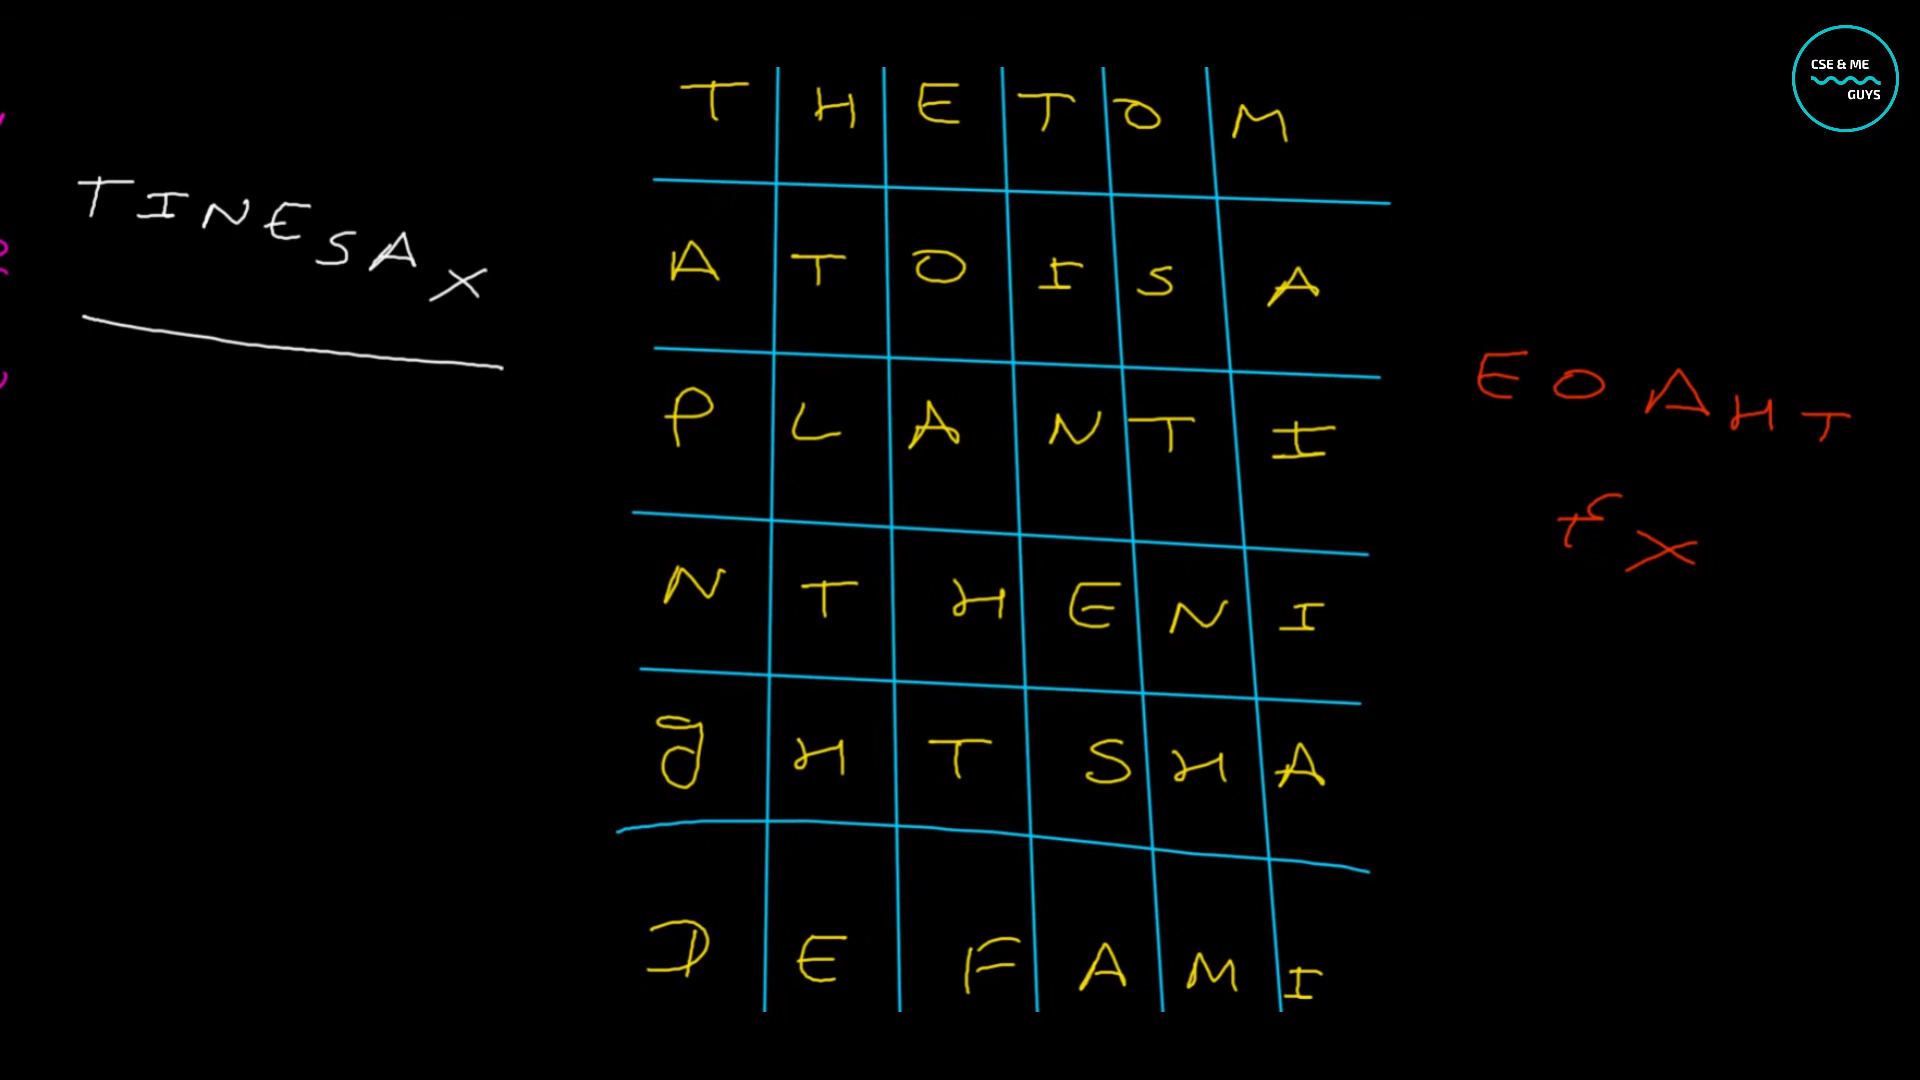 CSE & ME
GUYS
T H E T O M
TINESAX
A T O I S A
P L A N T I
EOAHT
FX
N T H E N I
G H T S H A
D E F A M I